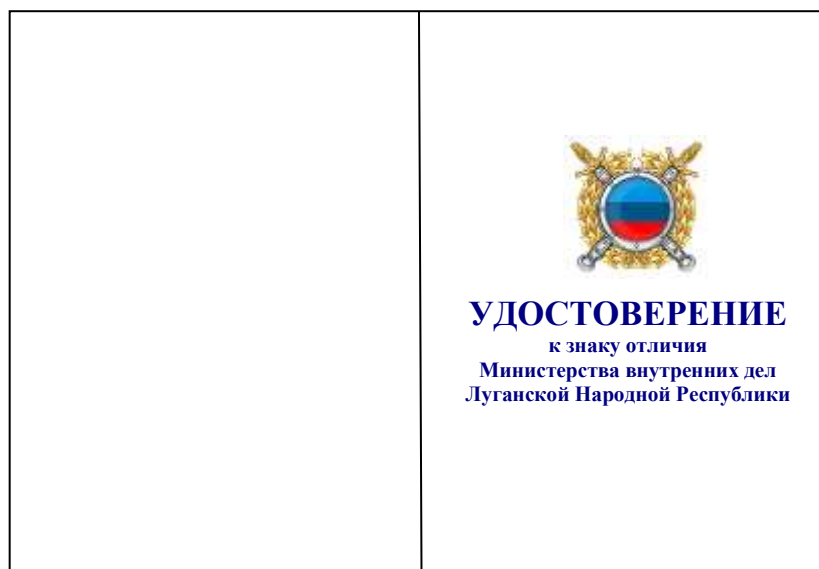 УДОСТОВЕРЕНИЕ
к знаку отличия
Министерства внутренних дел
Луганской Народной Республики